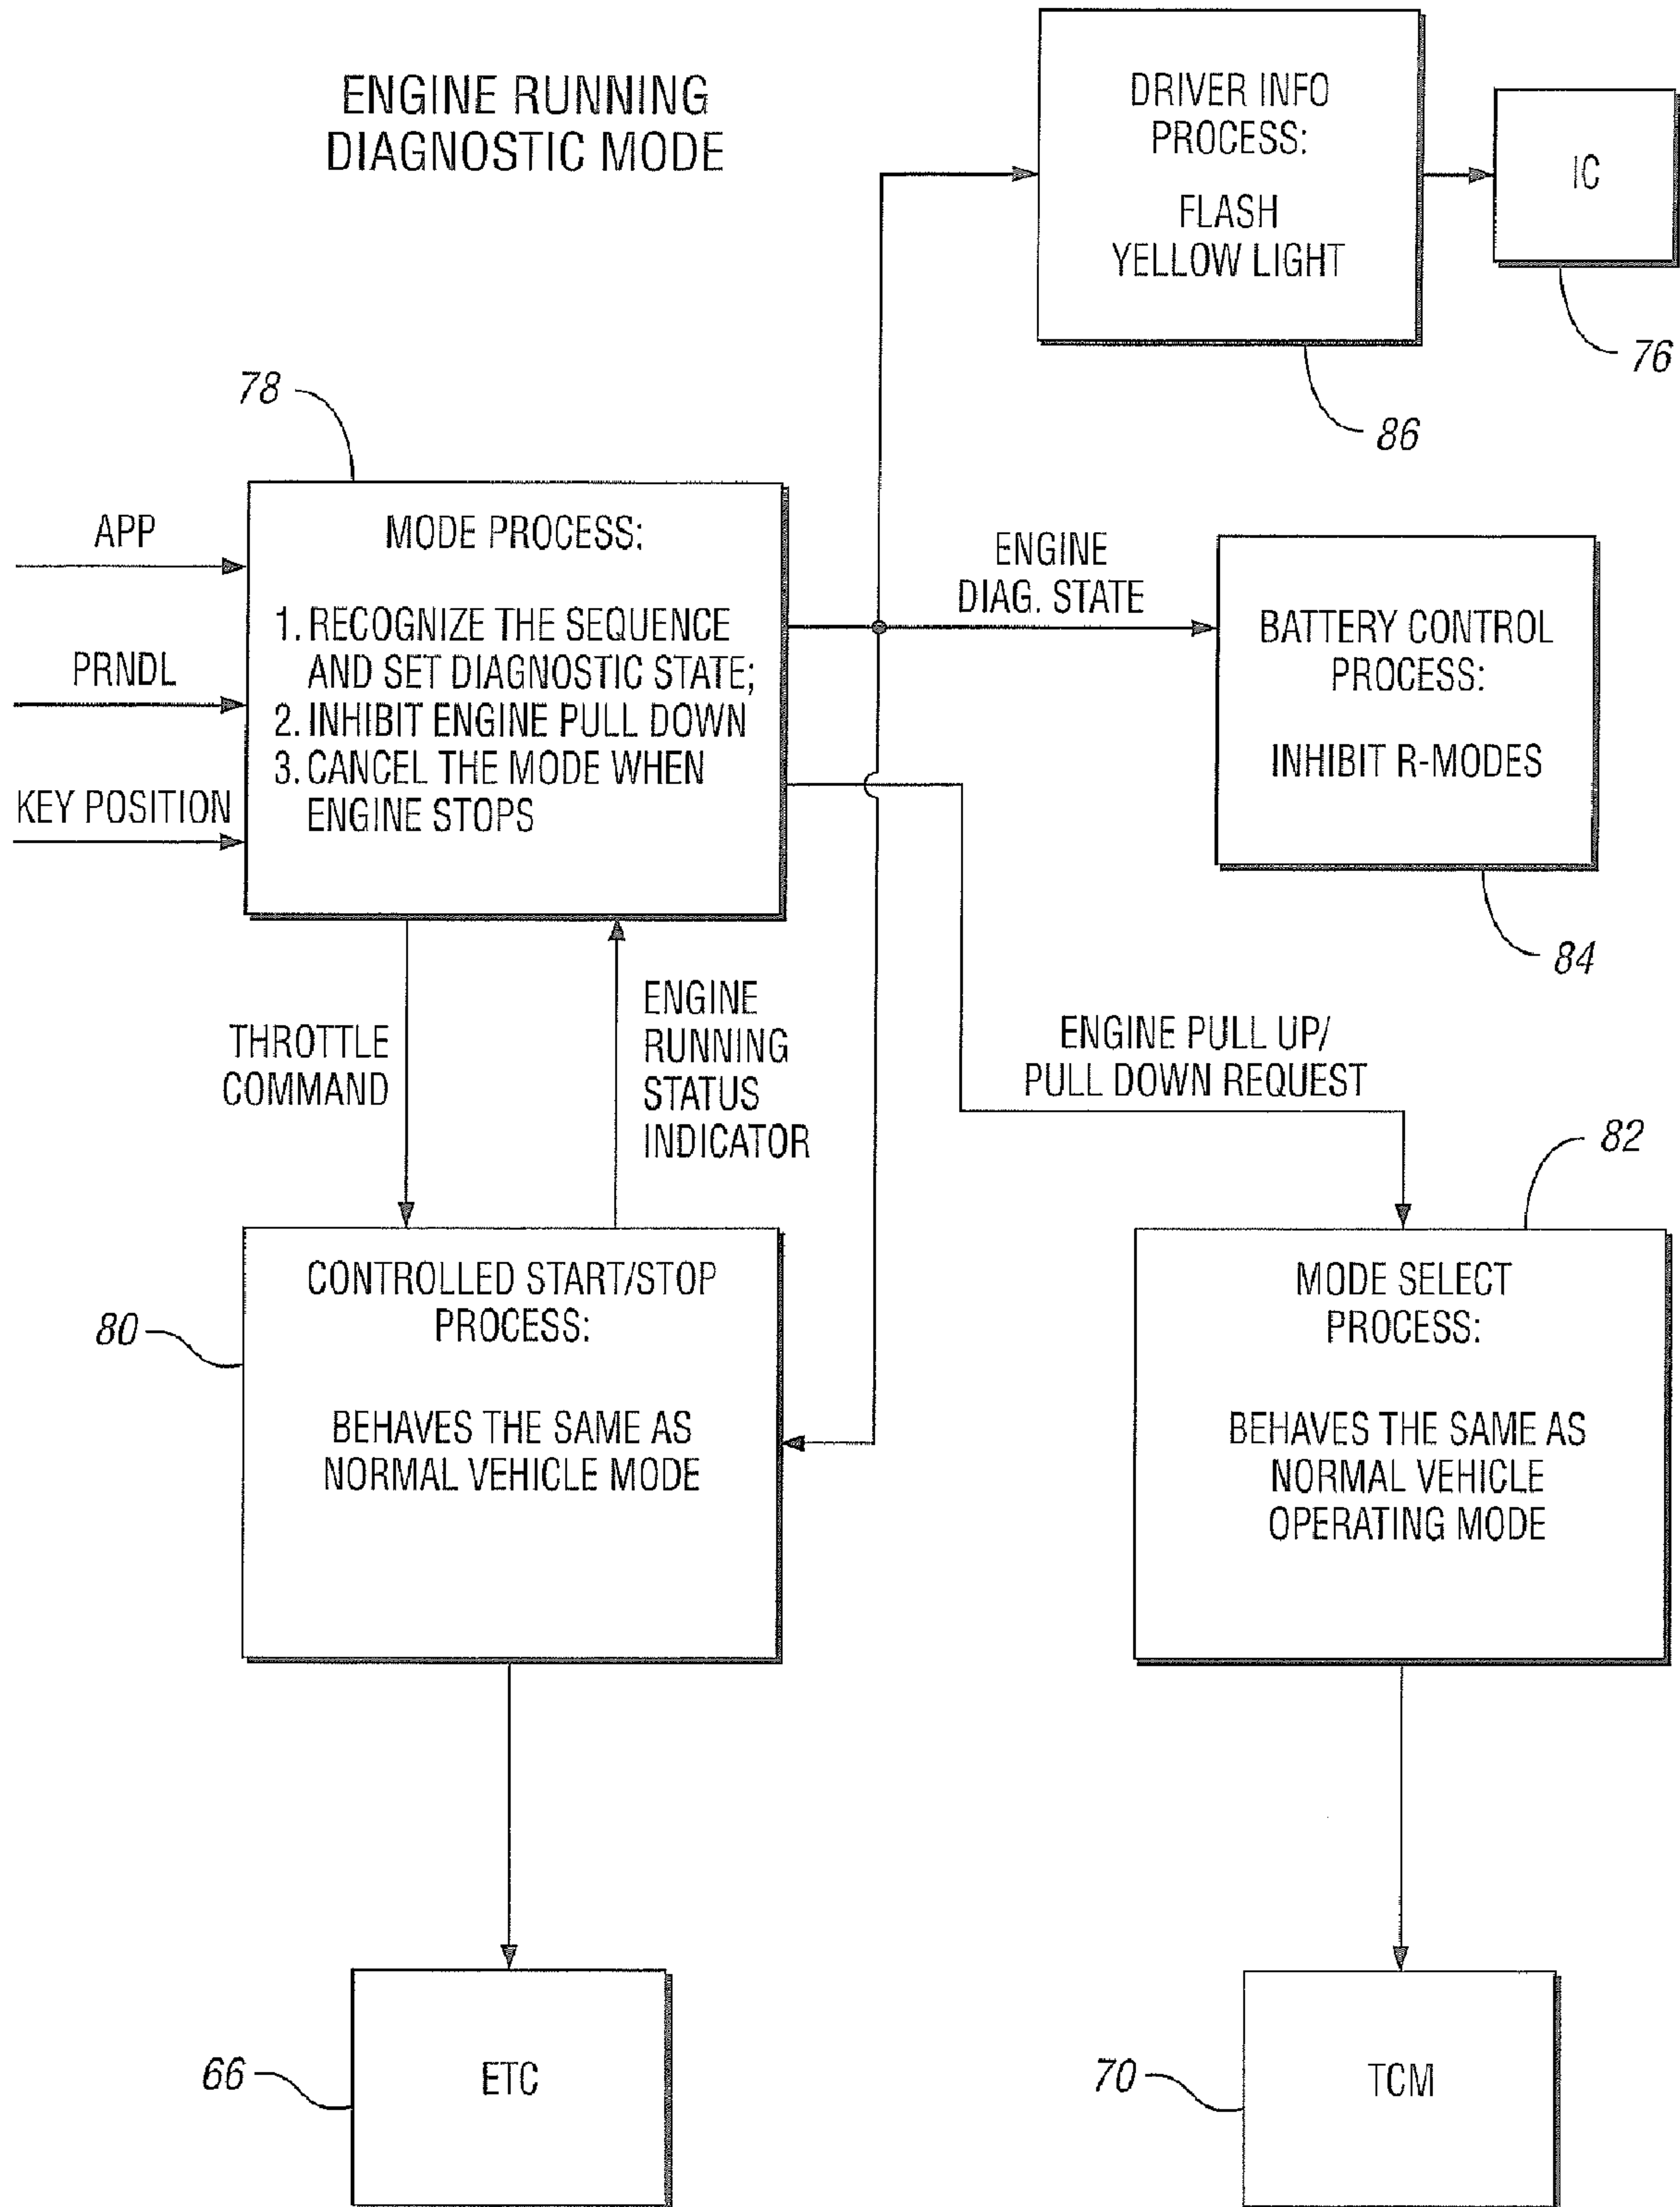 ENGINE RUNNING
DIAGNOSTIC MODE
DRIVER INFO
PROCESS:
FLASH
YELLOW LIGHT
IC
76
86
78
APP
PRNDL
KEY POSITION
MODE PROCESS:
1. RECOGNIZE THE SEQUENCE
AND SET DIAGNOSTIC STATE;
2. INHIBIT ENGINE PULL DOWN
3. CANCEL THE MODE WHEN
ENGINE STOPS
ENGINE
DIAG. STATE
BATTERY CONTROL
PROCESS:
INHIBIT R-MODES
84
THROTTLE
COMMAND
ENGINE
RUNNING
STATUS
INDICATOR
ENGINE PULL UP/
PULL DOWN REQUEST
82
80
CONTROLLED START/STOP
PROCESS:
BEHAVES THE SAME AS
NORMAL VEHICLE MODE
MODE SELECT
PROCESS:
BEHAVES THE SAME AS
NORMAL VEHICLE
OPERATING MODE
66
ETC
70
TCM